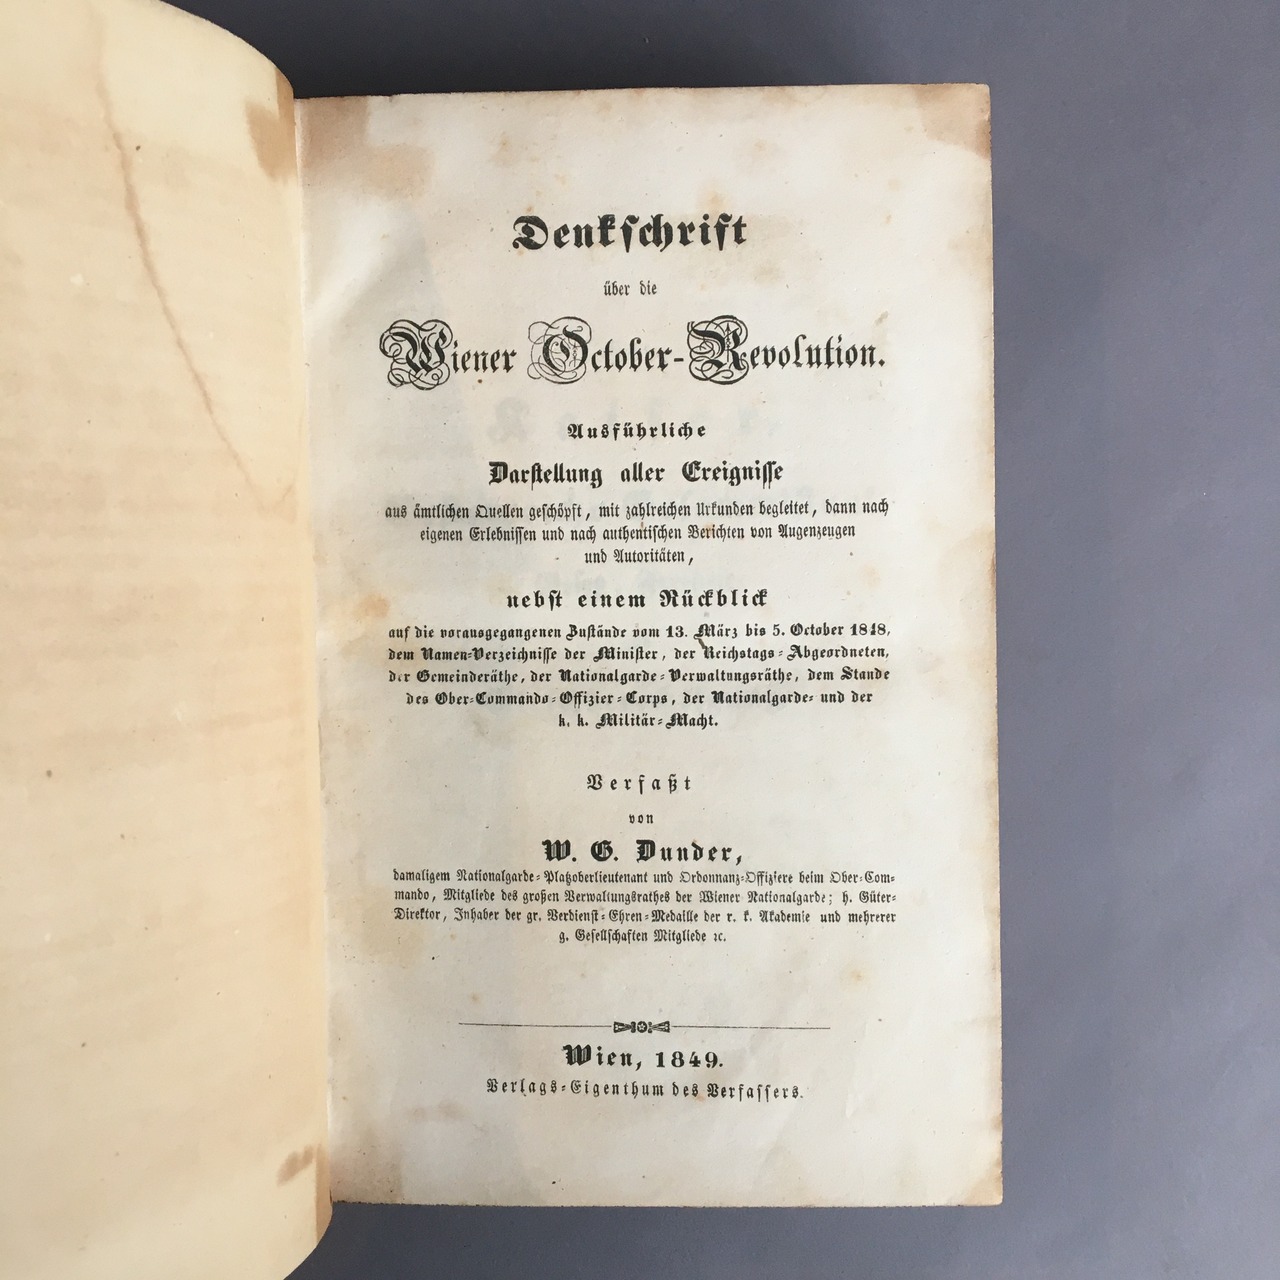 Denkschrift
über die
Wiener October-Revolution.
Ausführliche
Darstellung aller Ereignisse
aus ämtlichen Quellen geschöpft, mit zahlreichen Urkunden begleitet, dann nach
eigenen Erlebnissen und nach authentischen Berichten von Augenzeugen
und Autoritäten,
nebst einem Rückblick
auf die vorausgegangenen Zustände vom 13. März bis 5. October 1848,
dem Namen-Verzeichnisse der Minister, der Reichstags-Abgeordneten,
der Gemeinderäthe, der Nationalgarde-Verwaltungsräthe, dem Stande
des Ober-Commando-Offizier-Corps, der Nationalgarde- und der
k. k. Militär-Macht.
Verfaßt
von
W. G. Dunder,
damaligem Nationalgarde-Platzoberlieutenant und Ordonnanz-Offiziere beim Ober-Com-
mando, Mitgliede des großen Verwaltungsrathes der Wiener Nationalgarde; h. Güter-
Direktor, Inhaber der gr. Verdienst-Ehren-Medaille der r. k. Akademie und mehrerer
g. Gesellschaften Mitgliede ꝛc.
Wien, 1849.
Verlags-Eigenthum des Verfassers.